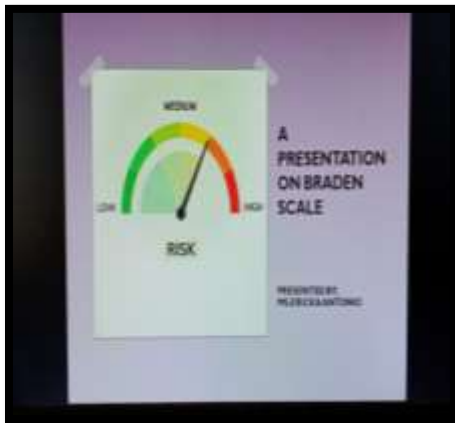 MEDIUM
LOW
HIGH
RISK
A
PRESENTATION
ON BRADEN
SCALE
PRESENTED BY: